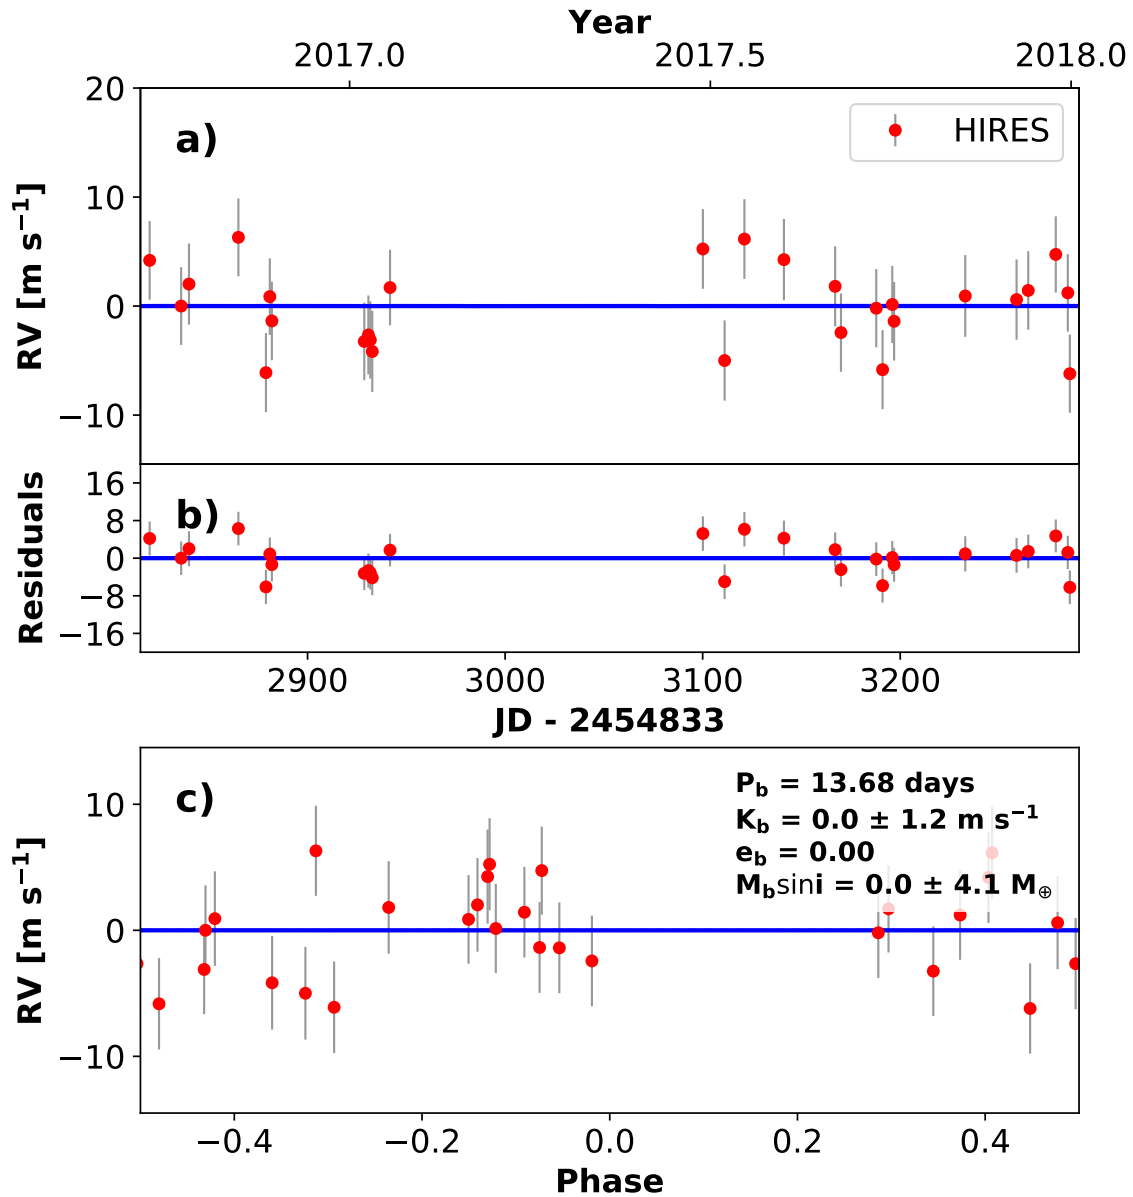 Year
2017.0 2017.5 2018.0
a)
HIRES
20
10
0
−10
RV [m s⁻¹]
b)
16
8
0
−8
−16
Residuals
2900 3000 3100 3200
JD - 2454833
c)
P_b = 13.68 days
K_b = 0.0 ± 1.2 m s⁻¹
e_b = 0.00
M_b sin i = 0.0 ± 4.1 M_⊕
10
0
−10
RV [m s⁻¹]
−0.4 −0.2 0.0 0.2 0.4
Phase